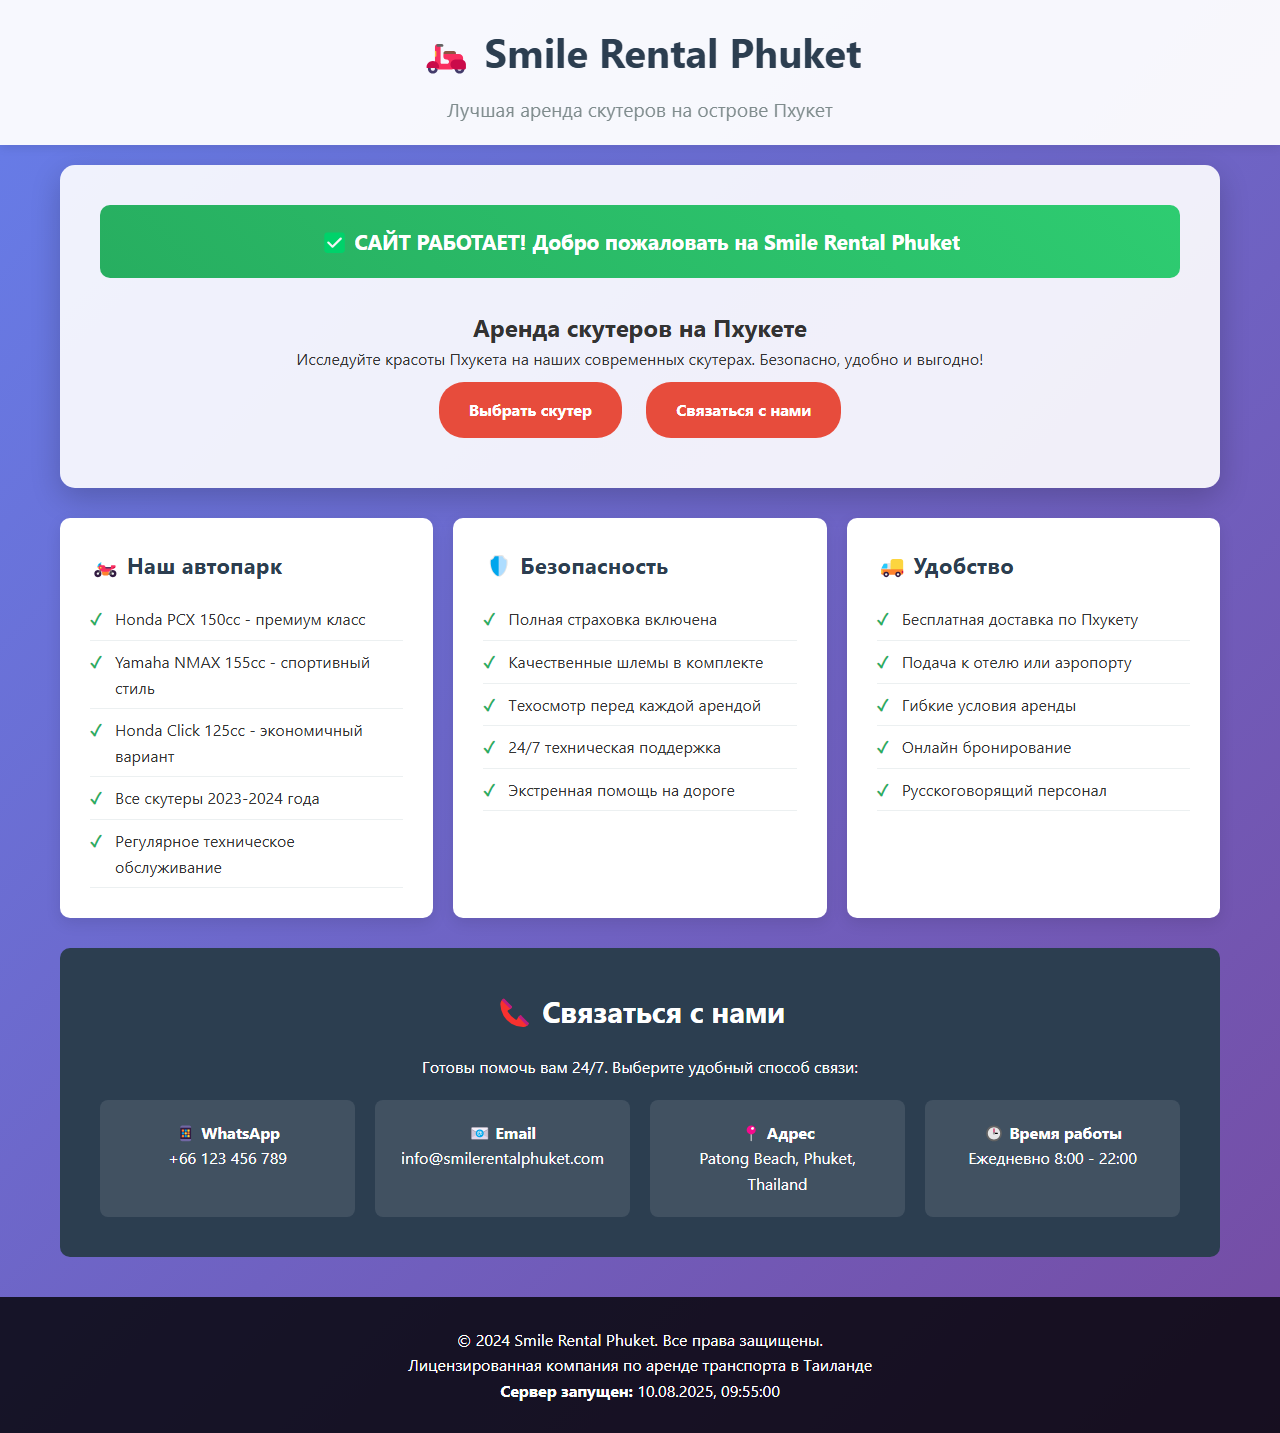 Smile Rental Phuket
Лучшая аренда скутеров на острове Пхукет
САЙТ РАБОТАЕТ! Добро пожаловать на Smile Rental Phuket
Аренда скутеров на Пхукете
Исследуйте красоты Пхукета на наших современных скутерах. Безопасно, удобно и выгодно!
Выбрать скутер
Связаться с нами
Наш автопарк
✓ Honda PCX 150cc - премиум класс
✓ Yamaha NMAX 155cc - спортивный
стиль
✓ Honda Click 125cc - экономичный
вариант
✓ Все скутеры 2023-2024 года
✓ Регулярное техническое
обслуживание
Безопасность
✓ Полная страховка включена
✓ Качественные шлемы в комплекте
✓ Техосмотр перед каждой арендой
✓ 24/7 техническая поддержка
✓ Экстренная помощь на дороге
Удобство
✓ Бесплатная доставка по Пхукету
✓ Подача к отелю или аэропорту
✓ Гибкие условия аренды
✓ Онлайн бронирование
✓ Русскоговорящий персонал
Связаться с нами
Готовы помочь вам 24/7. Выберите удобный способ связи:
WhatsApp
+66 123 456 789
Email
info@smilerentalphuket.com
Адрес
Patong Beach, Phuket,
Thailand
Время работы
Ежедневно 8:00 - 22:00
© 2024 Smile Rental Phuket. Все права защищены.
Лицензированная компания по аренде транспорта в Таиланде
Сервер запущен: 10.08.2025, 09:55:00